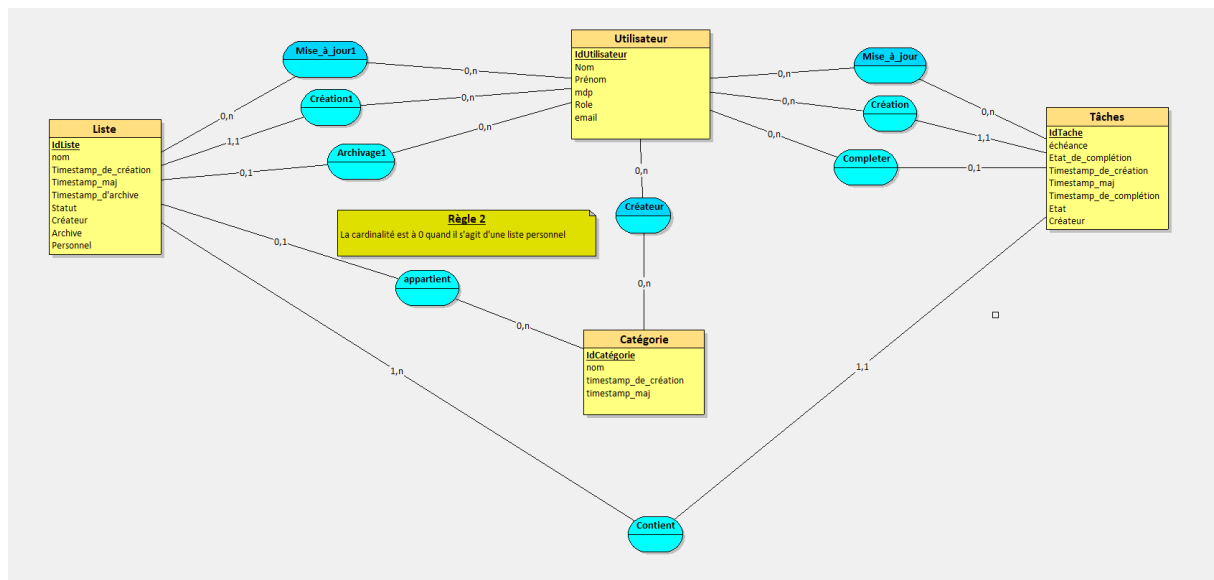 Utilisateur
IdUtilisateur
Nom
Prénom
mdp
Role
email
Mise_à_jour1
0,n
0,n
Création1
0,n
1,1
Archivage1
0,n
0,1
Mise_à_jour
0,n
0,n
Création
0,n
1,1
Completer
0,n
0,1
Liste
IdListe
nom
Timestamp_de_création
Timestamp_maj
Timestamp_d'archive
Statut
Créateur
Archive
Personnel
Tâches
IdTache
échéance
Etat_de_complétion
Timestamp_de_création
Timestamp_maj
Timestamp_de_complétion
Etat
Créateur
0,n
Créateur
0,n
Règle 2
La cardinalité est à 0 quand il s'agit d'une liste personnel
0,1
appartient
0,n
Catégorie
IdCatégorie
nom
timestamp_de_création
timestamp_maj
1,n
1,1
Contient